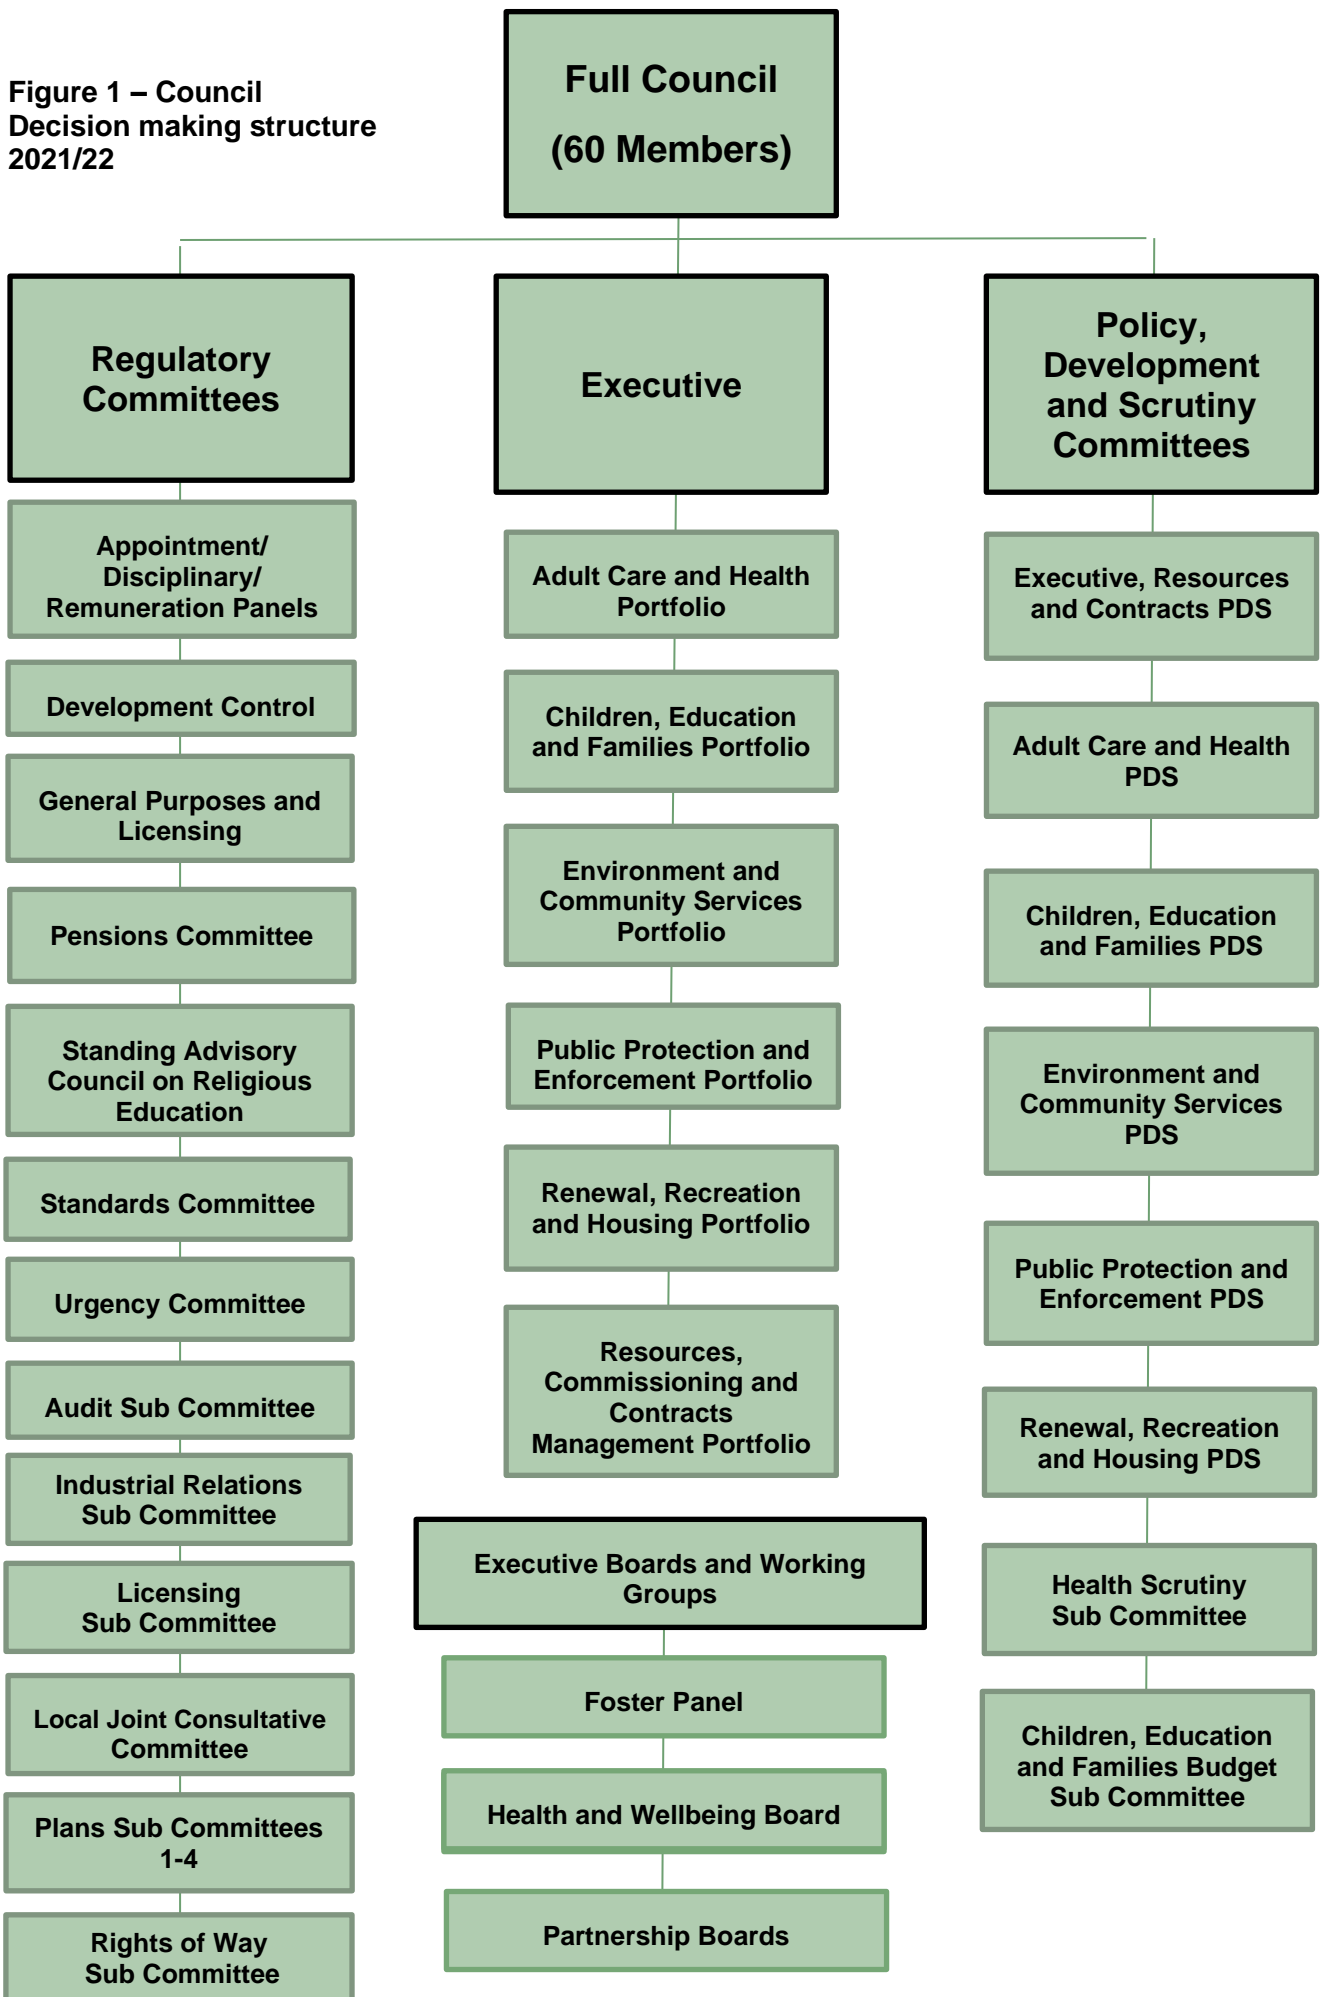 Figure 1 – Council
Decision making structure
2021/22
Full Council
(60 Members)
Regulatory
Committees
Appointment/
Disciplinary/
Remuneration Panels
Development Control
General Purposes and
Licensing
Pensions Committee
Standing Advisory
Council on Religious
Education
Standards Committee
Urgency Committee
Audit Sub Committee
Industrial Relations
Sub Committee
Licensing
Sub Committee
Local Joint Consultative
Committee
Plans Sub Committees
1-4
Rights of Way
Sub Committee
Executive
Adult Care and Health
Portfolio
Children, Education
and Families Portfolio
Environment and
Community Services
Portfolio
Public Protection and
Enforcement Portfolio
Renewal, Recreation
and Housing Portfolio
Resources,
Commissioning and
Contracts
Management Portfolio
Executive Boards and Working
Groups
Foster Panel
Health and Wellbeing Board
Partnership Boards
Policy,
Development
and Scrutiny
Committees
Executive, Resources
and Contracts PDS
Adult Care and Health
PDS
Children, Education
and Families PDS
Environment and
Community Services
PDS
Public Protection and
Enforcement PDS
Renewal, Recreation
and Housing PDS
Health Scrutiny
Sub Committee
Children, Education
and Families Budget
Sub Committee